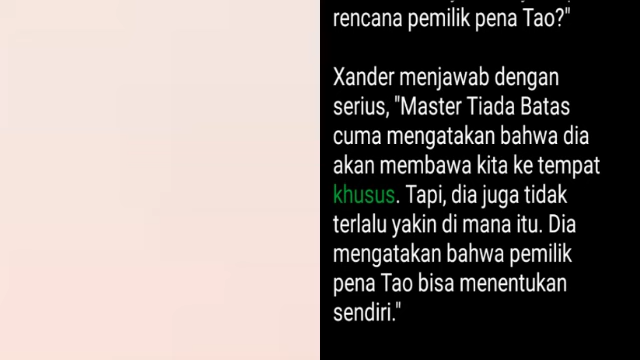 rencana pemilik pena Tao?"
Xander menjawab dengan
serius, "Master Tiada Batas
cuma mengatakan bahwa dia
akan membawa kita ke tempat
khusus. Tapi, dia juga tidak
terlalu yakin di mana itu. Dia
mengatakan bahwa pemilik
pena Tao bisa menentukan
sendiri."